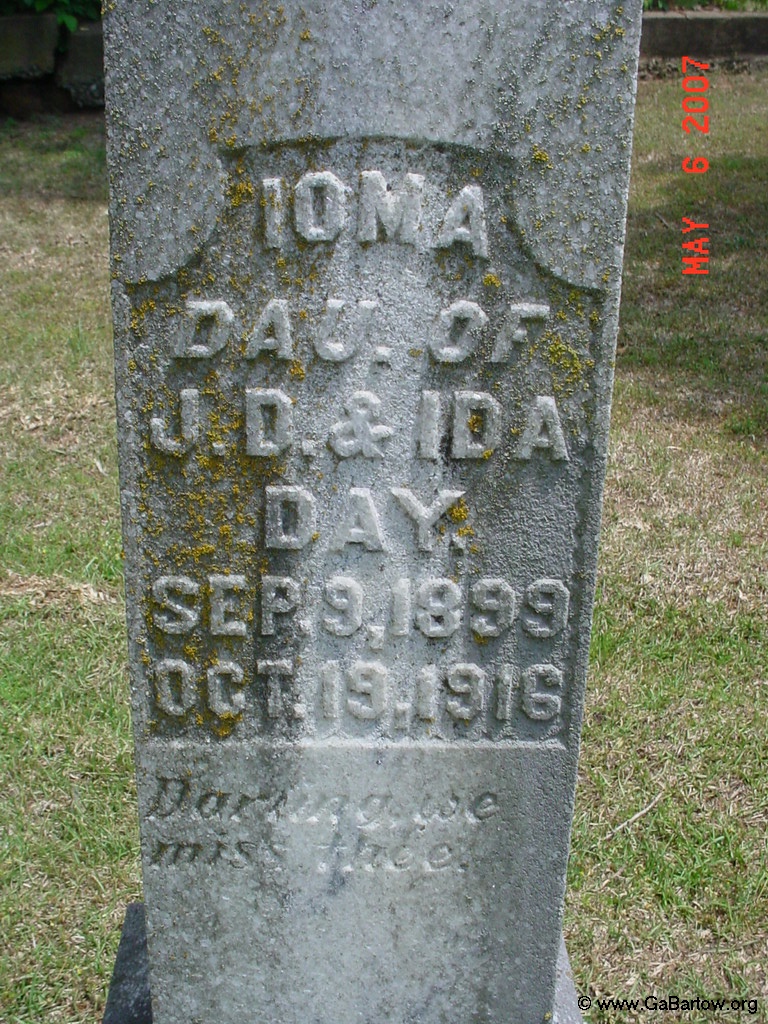 IOMA
DAU. OF
J. D. & IDA
DAY.
SEP. 9, 1899
OCT. 19, 1916
Darling, we
miss thee.
MAY 6 2007
© www.GaBartow.org